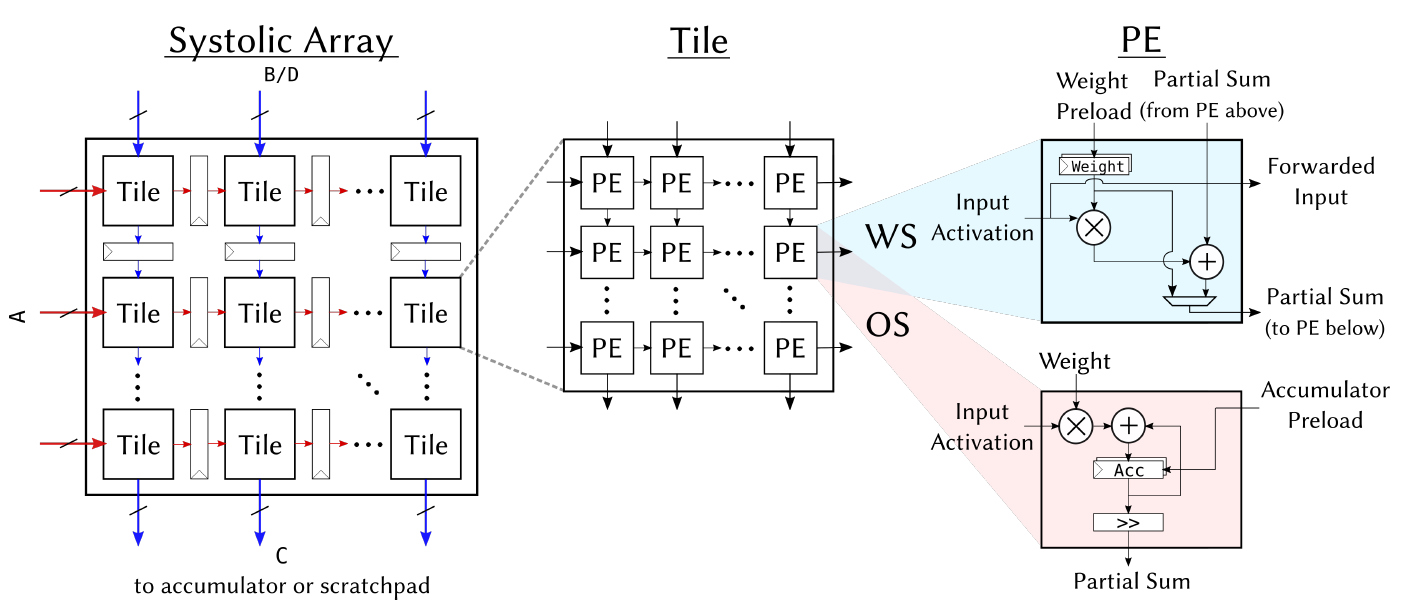 Systolic Array
B/D
Tile Tile Tile
A
Tile Tile Tile
Tile Tile Tile
C
to accumulator or scratchpad
Tile
PE PE PE
PE PE PE
PE PE PE
WS
OS
PE
Weight
Preload
Partial Sum
(from PE above)
Weight
Input
Activation
Forwarded
Input
×
+
Partial Sum
(to PE below)
Weight
Input
Activation
×
+
Accumulator
Preload
Acc
>>
Partial Sum